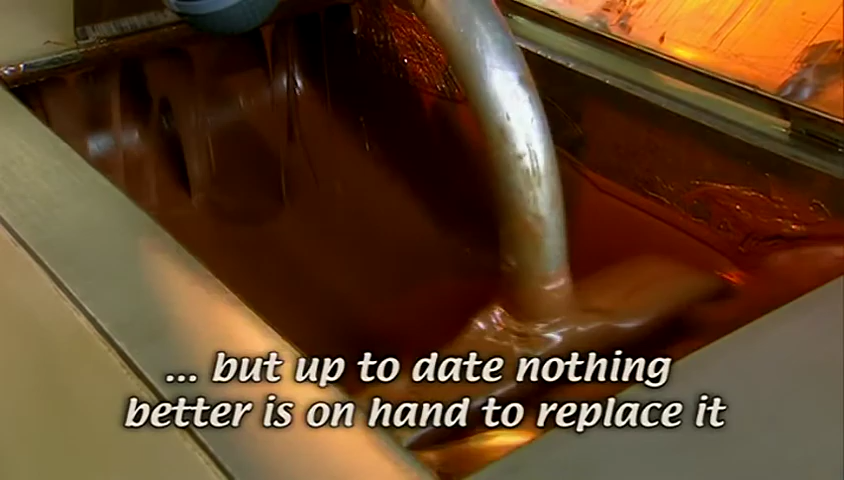 ... but up to date nothing
better is on hand to replace it